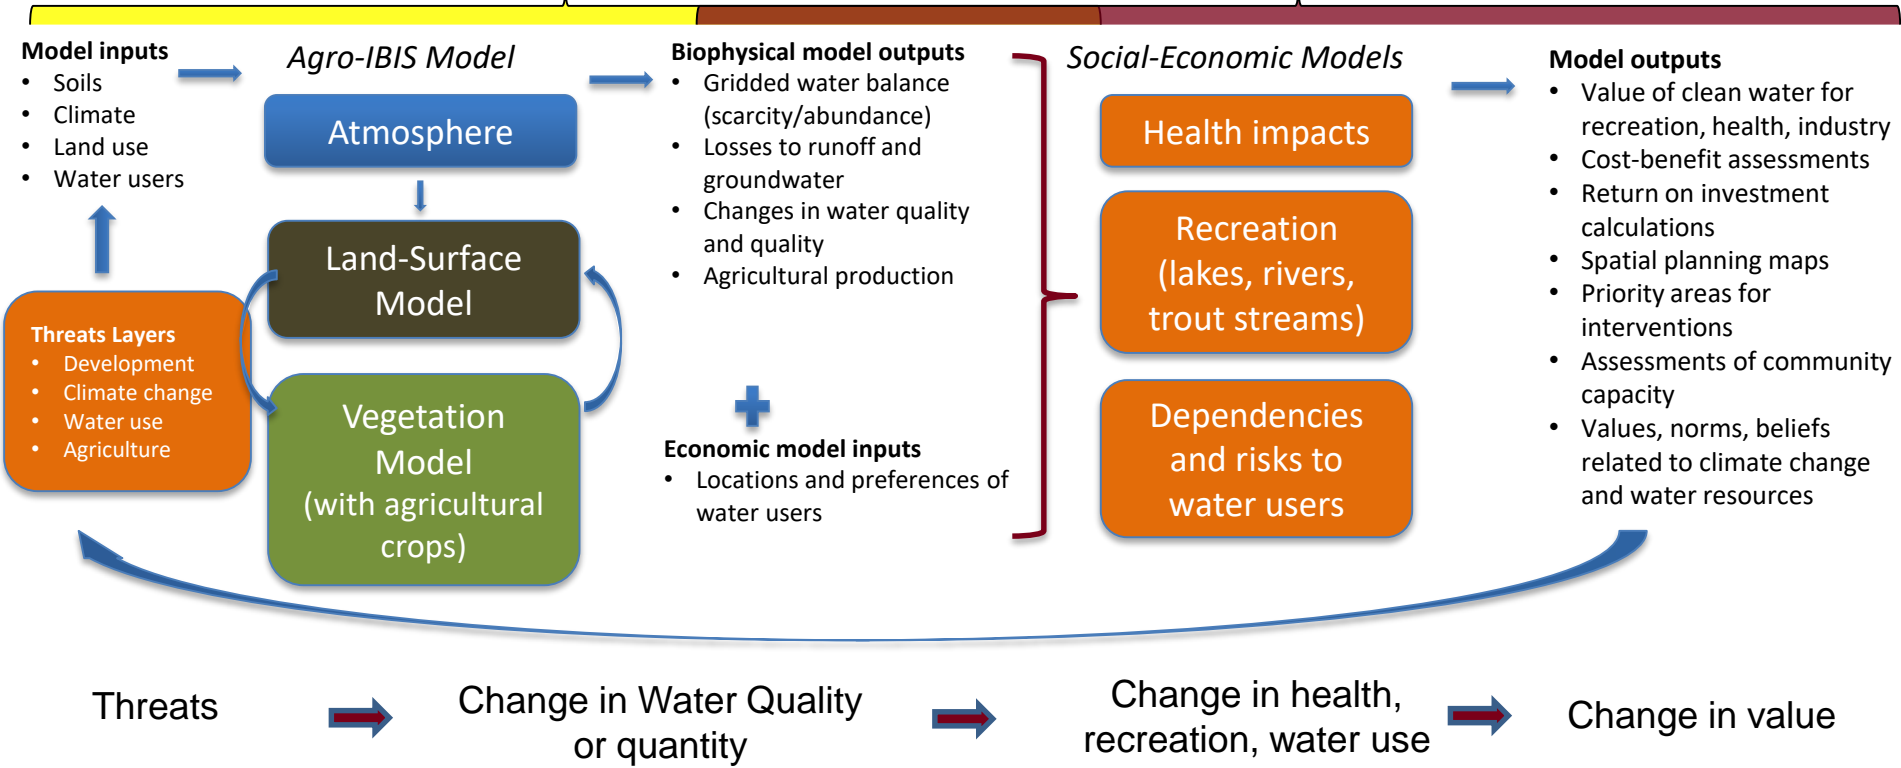 Model inputs
• Soils
• Climate
• Land use
• Water users
Threats Layers
• Development
• Climate change
• Water use
• Agriculture
Agro-IBIS Model
Atmosphere
Land-Surface
Model
Vegetation
Model
(with agricultural
crops)
Biophysical model outputs
• Gridded water balance
(scarcity/abundance)
• Losses to runoff and
groundwater
• Changes in water quality
and quality
• Agricultural production
Economic model inputs
• Locations and preferences of
water users
Social-Economic Models
Health impacts
Recreation
(lakes, rivers,
trout streams)
Dependencies
and risks to
water users
Model outputs
• Value of clean water for
recreation, health, industry
• Cost-benefit assessments
• Return on investment
calculations
• Spatial planning maps
• Priority areas for
interventions
• Assessments of community
capacity
• Values, norms, beliefs
related to climate change
and water resources
Threats
Change in Water Quality
or quantity
Change in health,
recreation, water use
Change in value